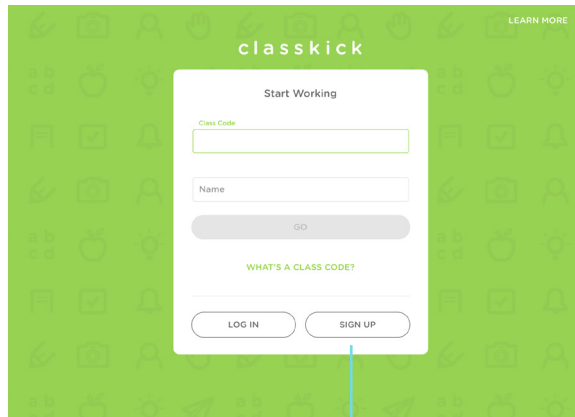 LEARN MORE
classkick
Start Working
Class Code
Name
GO
WHAT'S A CLASS CODE?
LOG IN
SIGN UP